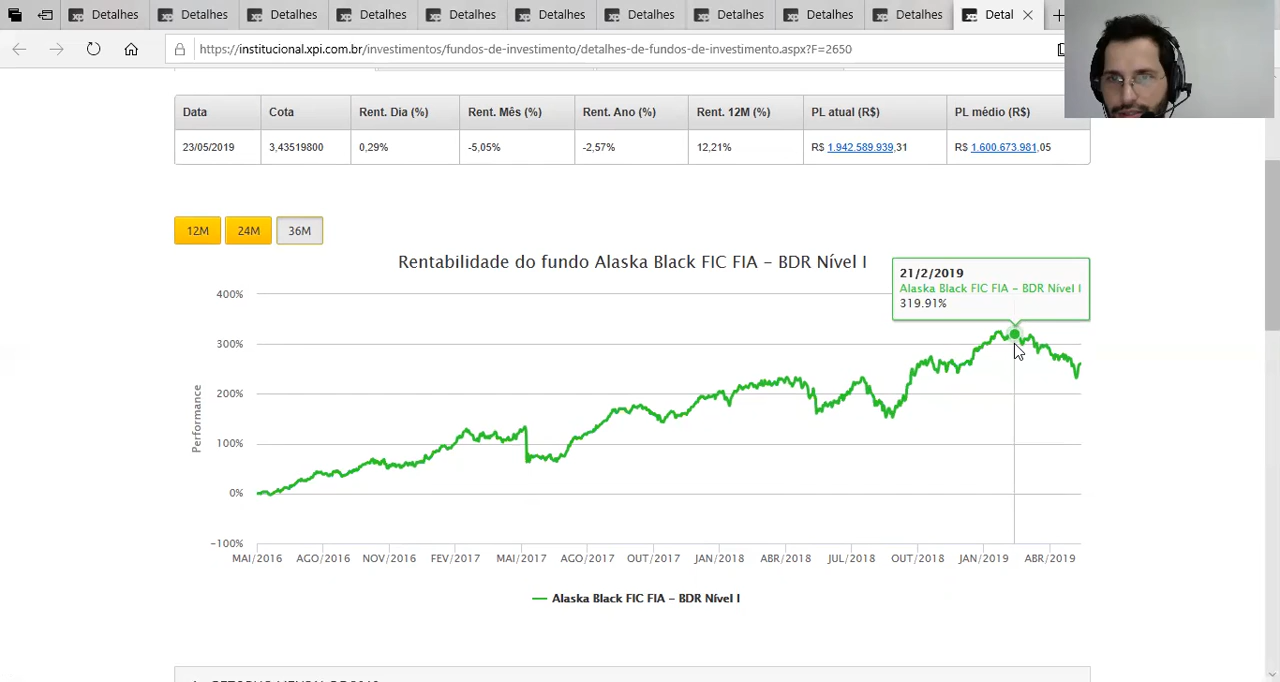 Detalhes Detalhes Detalhes Detalhes Detalhes Detalhes Detalhes Detalhes Detalhes Detalhes Detal
https://institucional.xpi.com.br/investimentos/fundos-de-investimento/detalhes-de-fundos-de-investimento.aspx?F=2650
Data Cota Rent. Dia (%) Rent. Mês (%) Rent. Ano (%) Rent. 12M (%) PL atual (R$) PL médio (R$)
23/05/2019 3,43519800 0,29% -5,05% -2,57% 12,21% R$ 1.942.589.939,31 R$ 1.600.673.981,05
12M 24M 36M
Rentabilidade do fundo Alaska Black FIC FIA - BDR Nível I
21/2/2019
Alaska Black FIC FIA - BDR Nível I
319.91%
400%
300%
200%
100%
0%
-100%
Performance
MAI/2016 AGO/2016 NOV/2016 FEV/2017 MAI/2017 AGO/2017 OUT/2017 JAN/2018 ABR/2018 JUL/2018 OUT/2018 JAN/2019 ABR/2019
Alaska Black FIC FIA - BDR Nível I